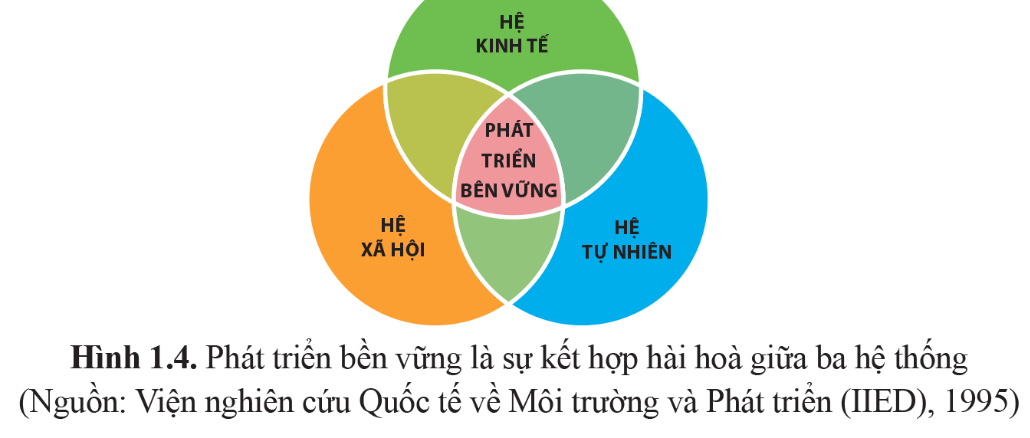 HỆ
KINH TẾ
PHÁT
TRIỂN
BÊN VỮNG
HỆ
XÃ HỘI
HỆ
TỰ NHIÊN
Hình 1.4. Phát triển bền vững là sự kết hợp hài hoà giữa ba hệ thống
(Nguồn: Viện nghiên cứu Quốc tế về Môi trường và Phát triển (IIED), 1995)